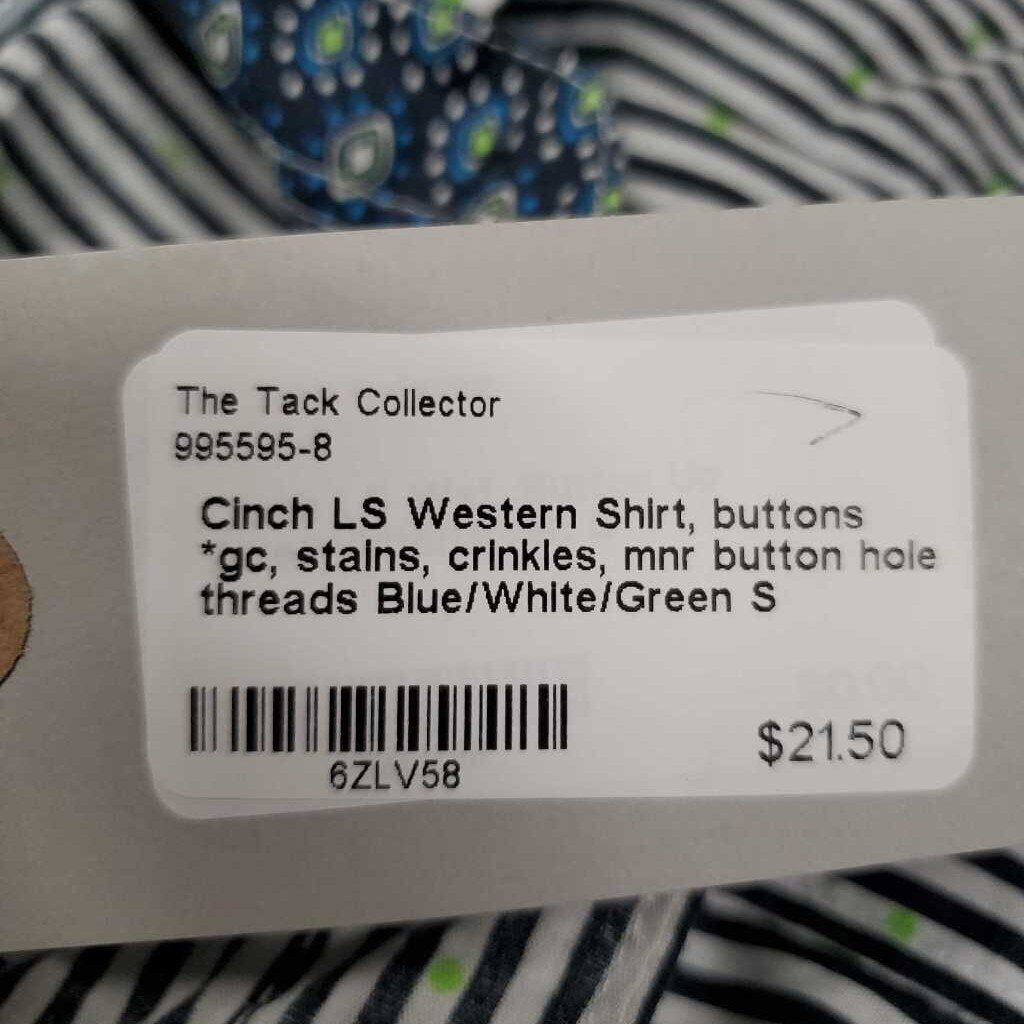 The Tack Collector
995595-8
Cinch LS Western Shirt, buttons
*gc, stains, crinkles, mnr button hole
threads Blue/White/Green S
6ZLV58
$21.50